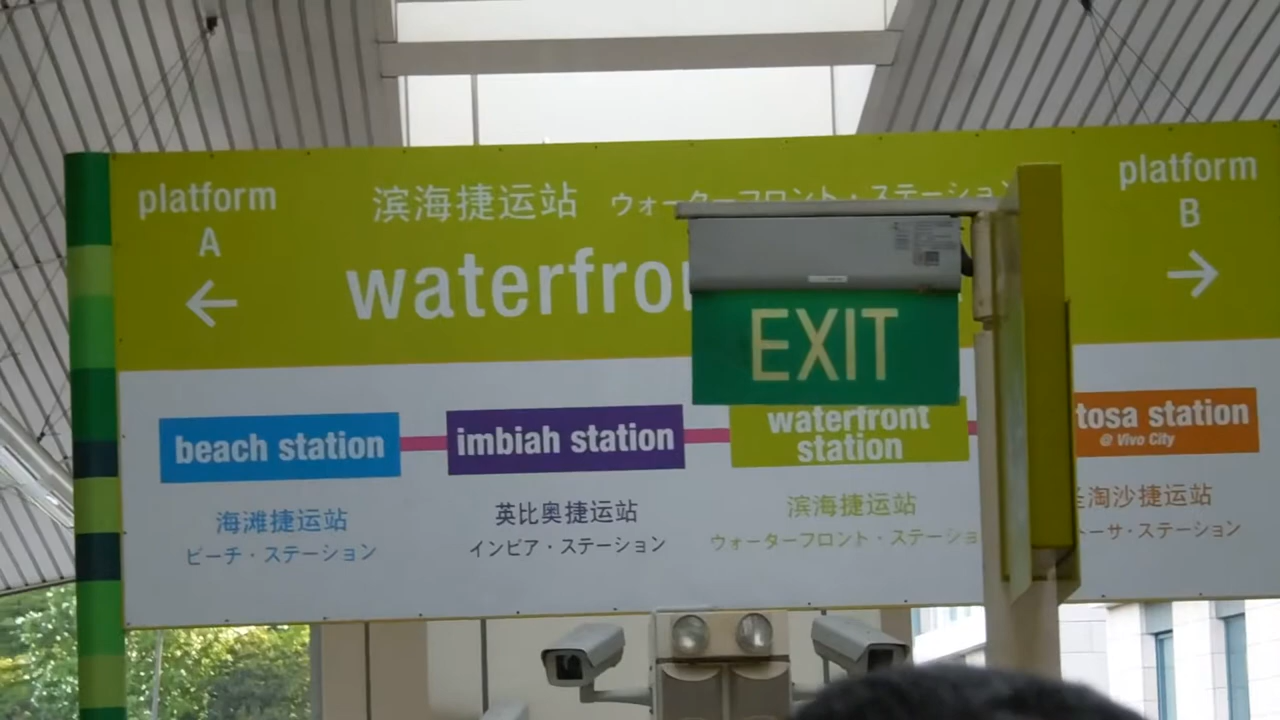 platform
A
←
滨海捷运站 ウォーターフロント・ステーション
platform
B
→
EXIT
beach station
海滩捷运站
ビーチ・ステーション
imbiah station
英比奥捷运站
インビア・ステーション
waterfront
station
滨海捷运站
ウォーターフロント・ステーショ
station
@ Vivo City
淘沙捷运站
ーサ・ステーション